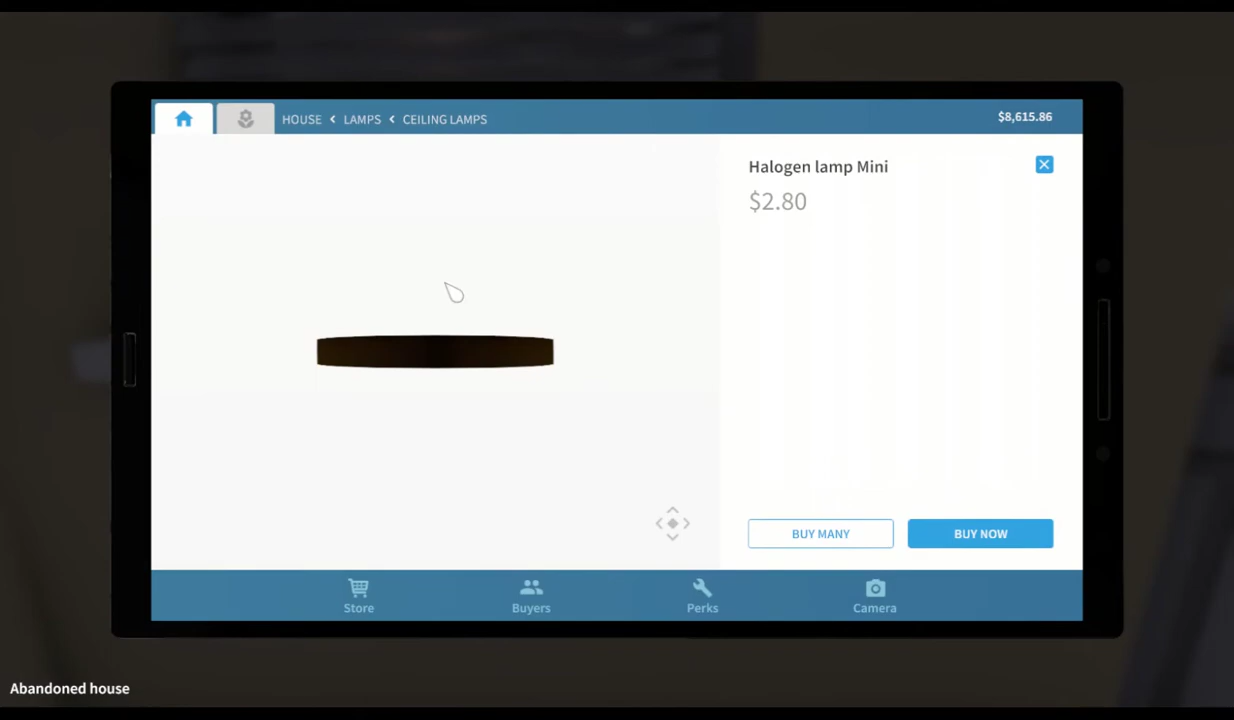 HOUSE < LAMPS < CEILING LAMPS
$8,615.86
Halogen lamp Mini
$2.80
BUY MANY
BUY NOW
Store
Buyers
Perks
Camera
Abandoned house